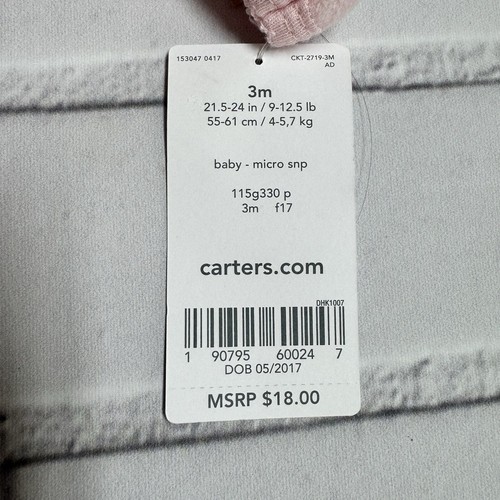 153047 0417 CKT-2719-3M
AD
3m
21.5-24 in / 9-12.5 lb
55-61 cm / 4-5,7 kg
baby - micro snp
115g330 p
3m f17
carters.com
DHK1007
1 90795 60024 7
DOB 05/2017
MSRP $18.00